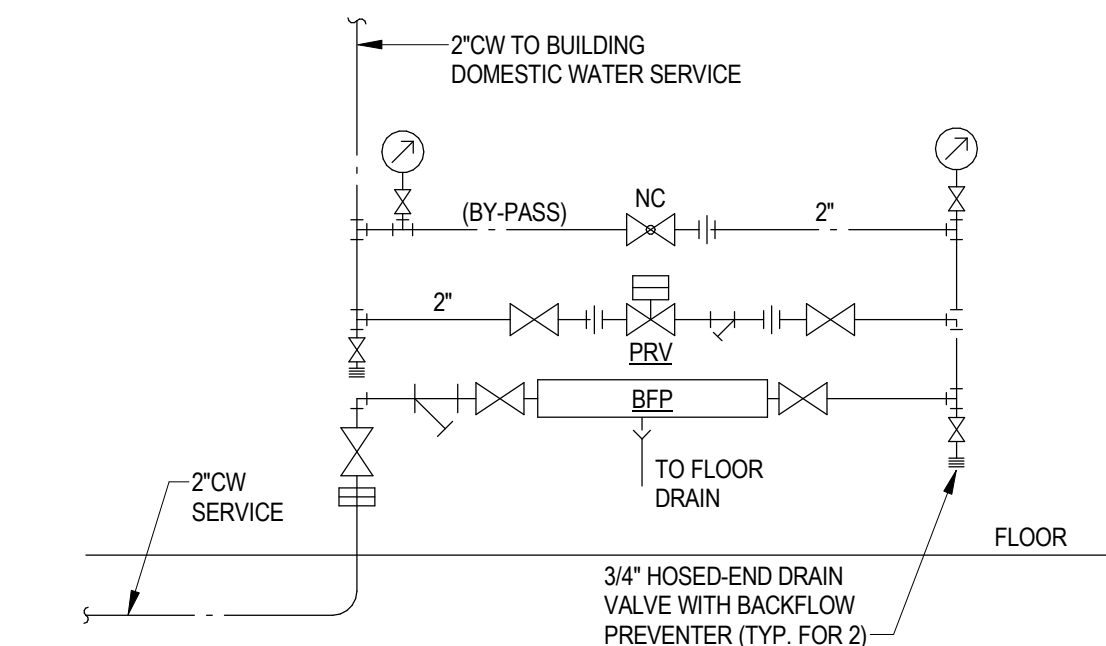 2"CW TO BUILDING
DOMESTIC WATER SERVICE
NC
(BY-PASS)
2"
2"
PRV
BFP
TO FLOOR
DRAIN
2"CW
SERVICE
FLOOR
3/4" HOSED-END DRAIN
VALVE WITH BACKFLOW
PREVENTER (TYP. FOR 2)